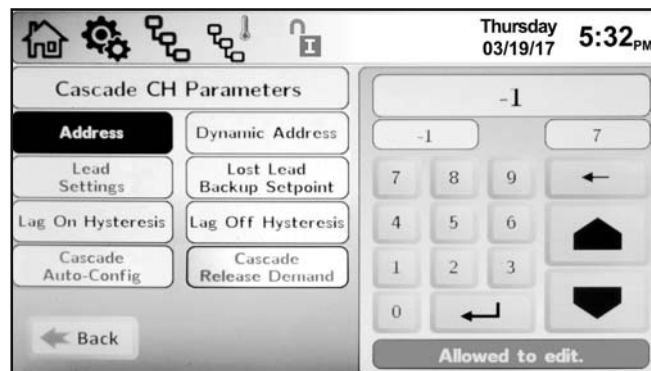 Thursday
03/19/17
5:32PM
Cascade CH Parameters
Address
Dynamic Address
Lead
Settings
Lost Lead
Backup Setpoint
Lag On Hysteresis
Lag Off Hysteresis
Cascade
Auto-Config
Cascade
Release Demand
Back
-1
-1
7
7
8
9
4
5
6
1
2
3
0
Allowed to edit.